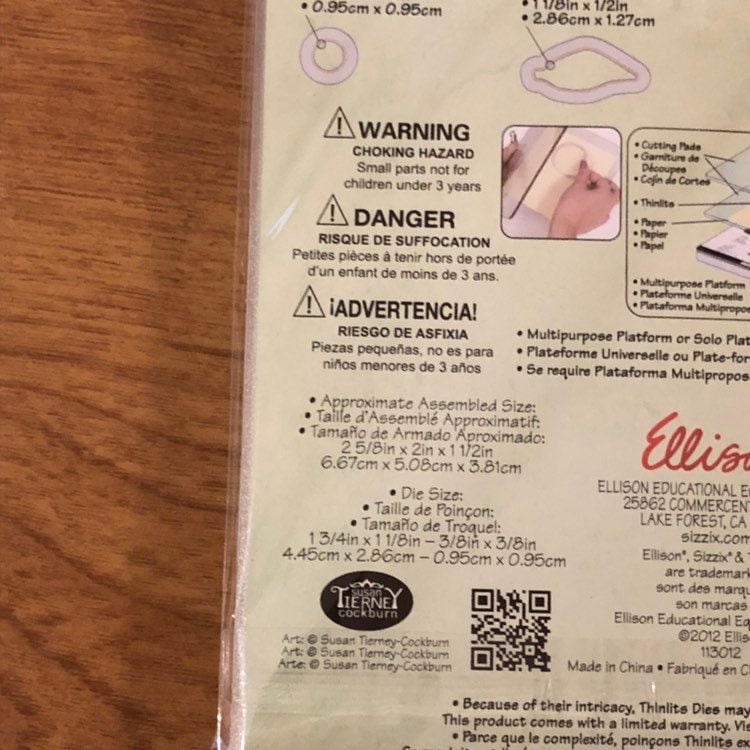 • 0.95cm x 0.95cm
• 1 1/8in x 1/2in
• 2.86cm x 1.27cm
WARNING
CHOKING HAZARD
Small parts not for
children under 3 years
DANGER
RISQUE DE SUFFOCATION
Petites pièces à tenir hors de portée
d'un enfant de moins de 3 ans.
¡ADVERTENCIA!
RIESGO DE ASFIXIA
Piezas pequeñas, no es para
niños menores de 3 años
• Cutting Pads
• Garniture de
Découpes
• Cojín de Cortes
• Thinlits
• Paper
• Papier
• Papel
• Multipurpose Platform
• Plateforme Universelle
• Plataforma Multipropos
• Multipurpose Platform or Solo Plat
• Plateforme Universelle ou Plate-for
• Se require Plataforma Multipropos
• Approximate Assembled Size:
• Taille d'Assemblé Approximatif:
• Tamaño de Armado Aproximado:
2 5/8in x 2in x 1 1/2in
6.67cm x 5.08cm x 3.81cm
• Die Size:
• Taille de Poinçon:
• Tamaño de Troquel:
1 3/4in x 1 1/8in – 3/8in x 3/8in
4.45cm x 2.86cm – 0.95cm x 0.95cm
susan
TIERNEY
cockburn
Art: © Susan Tierney-Cockburn
Art: © Susan Tierney-Cockburn
Arte: © Susan Tierney-Cockburn
Ellis
ELLISON EDUCATIONAL E
25862 COMMERCEN
LAKE FOREST, CA
sizzix.com
Ellison®, Sizzix® &
are trademark
sont des marqu
son marcas
Ellison Educational Eq
©2012 Ellis
113012
Made in China • Fabriqué en C
• Because of their intricacy, Thinlits Dies may
This product comes with a limited warranty. Vi
• Parce que le complexité, poinçons Thinlits ex